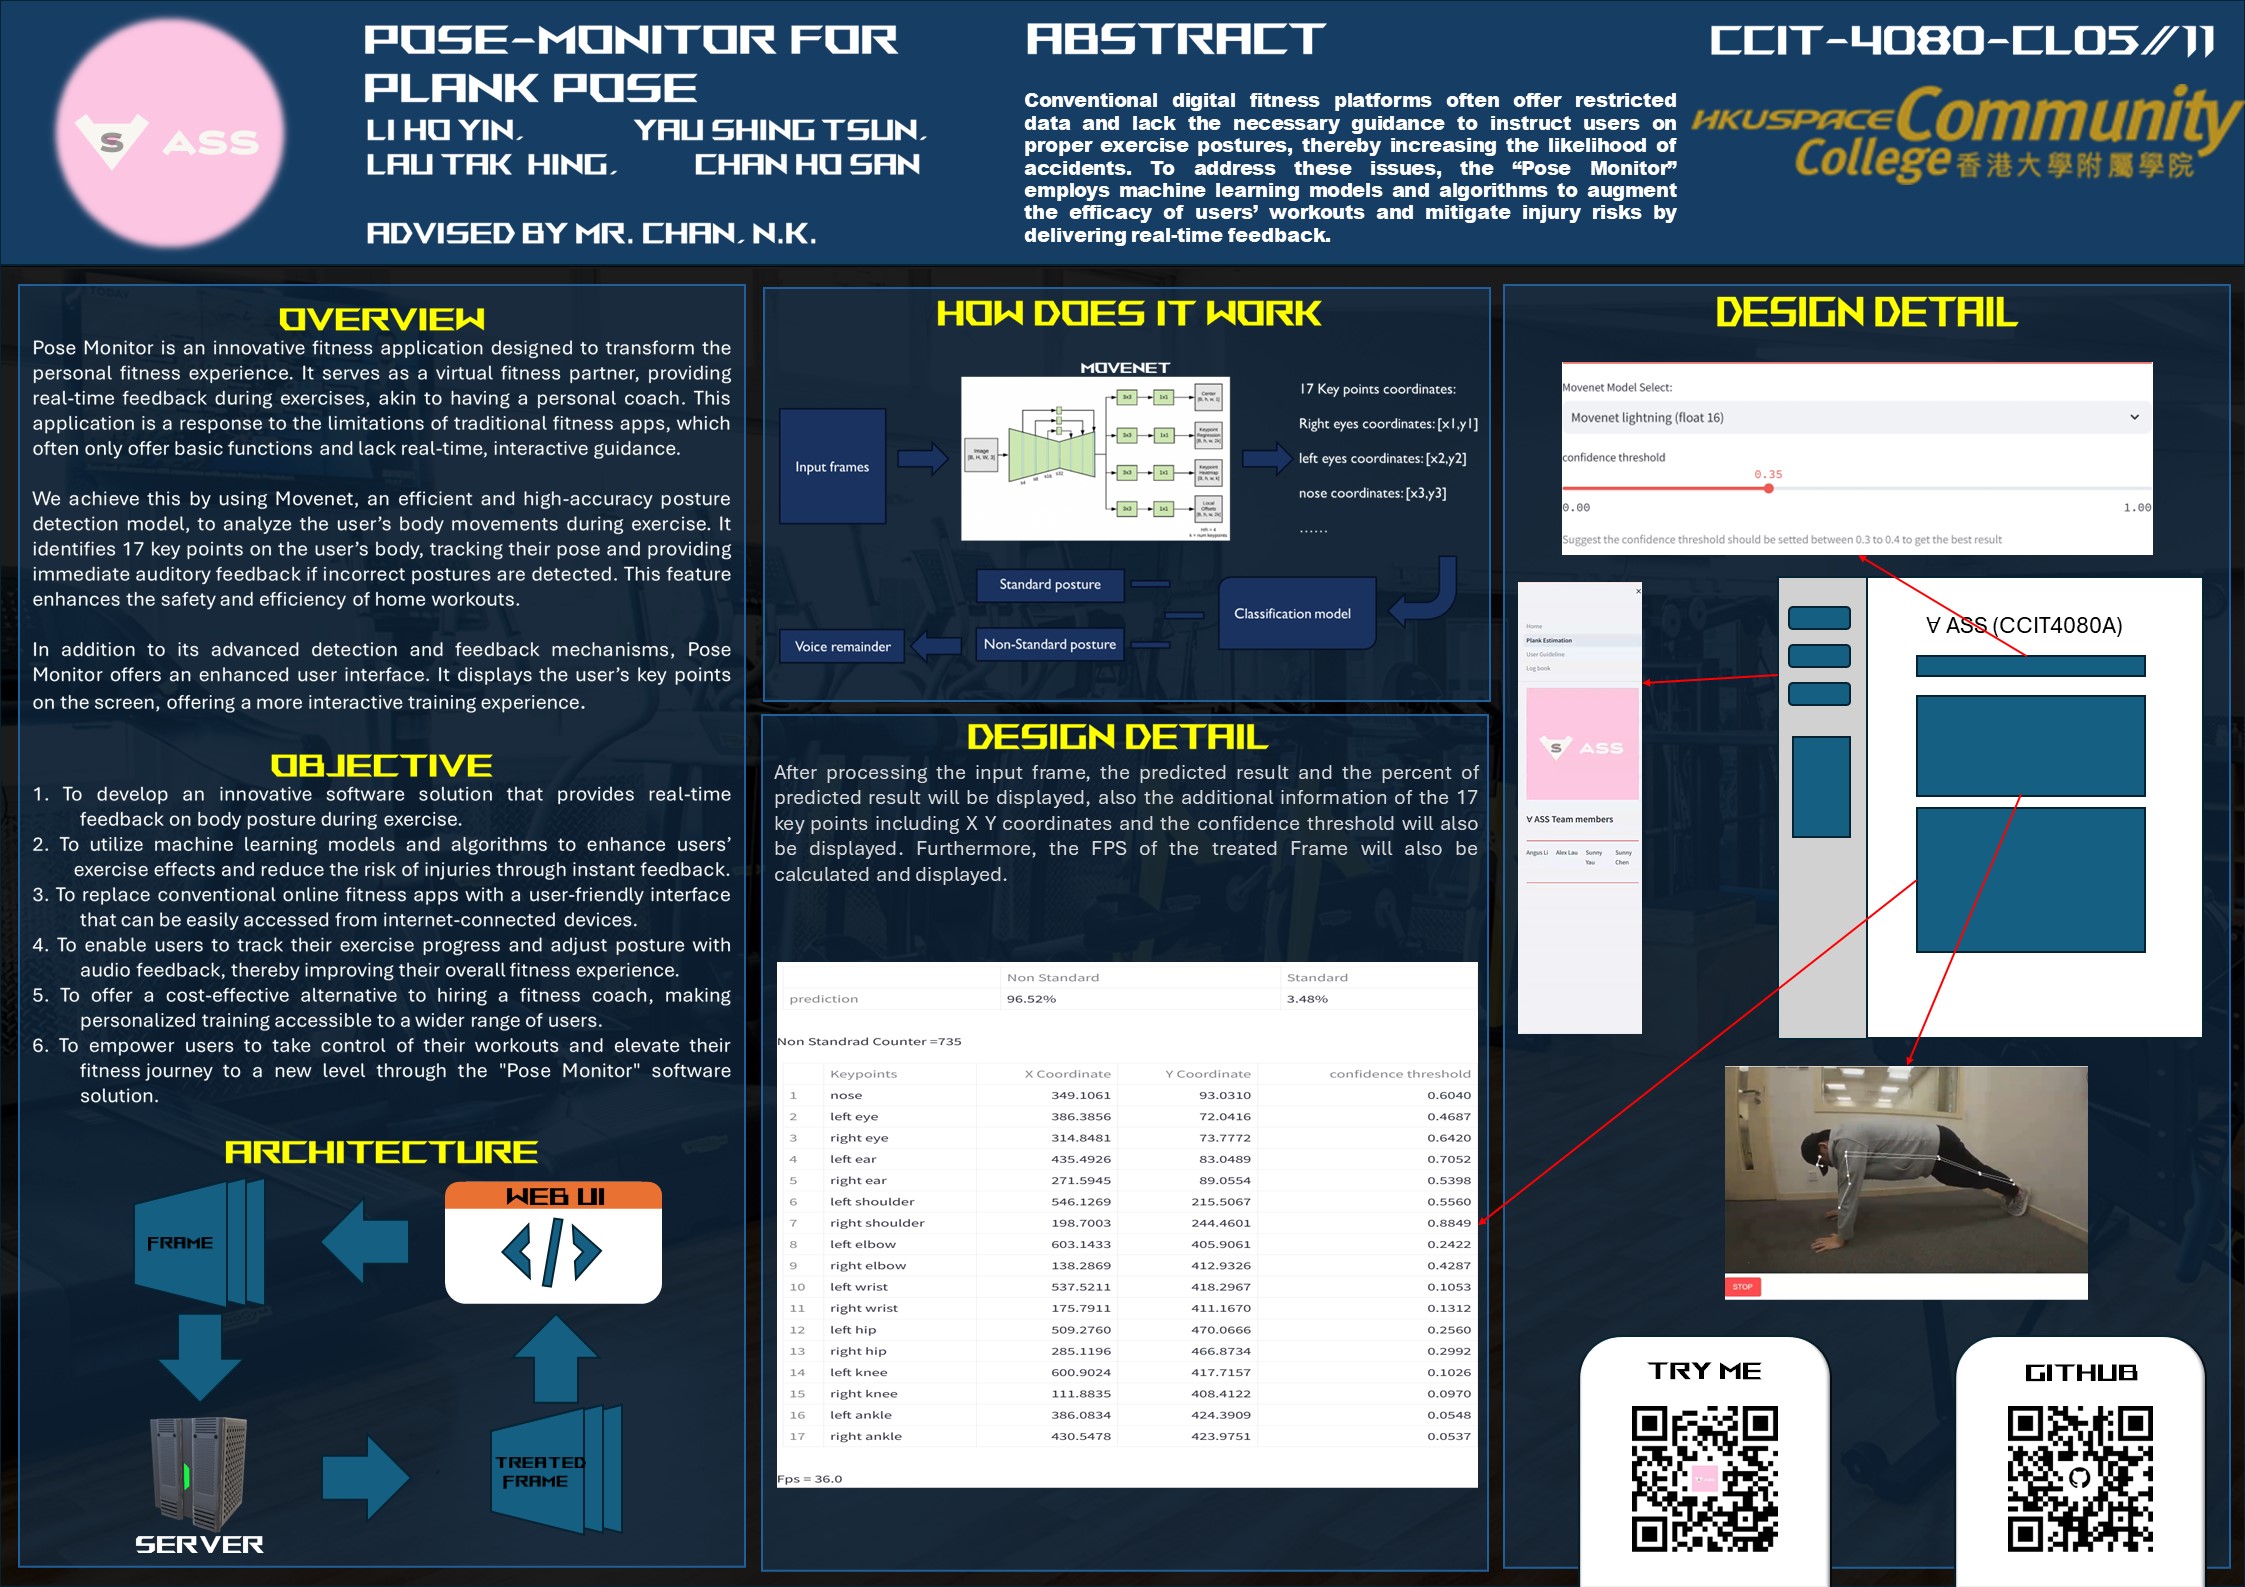 POSE-MONITOR FOR
PLANK POSE
LI HO YIN, YAU SHING TSUN,
LAU TAK HING, CHAN HO SAN
ADVISED BY MR. CHAN, N.K.
S ASS
ABSTRACT
Conventional digital fitness platforms often offer restricted
data and lack the necessary guidance to instruct users on
proper exercise postures, thereby increasing the likelihood of
accidents. To address these issues, the “Pose Monitor”
employs machine learning models and algorithms to augment
the efficacy of users’ workouts and mitigate injury risks by
delivering real-time feedback.
CCIT-4080-CL05//11
HKUSPACE Community
College 香港大學附屬學院
OVERVIEW
Pose Monitor is an innovative fitness application designed to transform the
personal fitness experience. It serves as a virtual fitness partner, providing
real-time feedback during exercises, akin to having a personal coach. This
application is a response to the limitations of traditional fitness apps, which
often only offer basic functions and lack real-time, interactive guidance.
We achieve this by using Movenet, an efficient and high-accuracy posture
detection model, to analyze the user’s body movements during exercise. It
identifies 17 key points on the user’s body, tracking their pose and providing
immediate auditory feedback if incorrect postures are detected. This feature
enhances the safety and efficiency of home workouts.
In addition to its advanced detection and feedback mechanisms, Pose
Monitor offers an enhanced user interface. It displays the user’s key points
on the screen, offering a more interactive training experience.
OBJECTIVE
1. To develop an innovative software solution that provides real-time
feedback on body posture during exercise.
2. To utilize machine learning models and algorithms to enhance users’
exercise effects and reduce the risk of injuries through instant feedback.
3. To replace conventional online fitness apps with a user-friendly interface
that can be easily accessed from internet-connected devices.
4. To enable users to track their exercise progress and adjust posture with
audio feedback, thereby improving their overall fitness experience.
5. To offer a cost-effective alternative to hiring a fitness coach, making
personalized training accessible to a wider range of users.
6. To empower users to take control of their workouts and elevate their
fitness journey to a new level through the "Pose Monitor" software
solution.
ARCHITECTURE
FRAME
WEB UI
</>
SERVER
TREATED
FRAME
HOW DOES IT WORK
MOVENET
Input frames
Image
[B, H, W, 3]
3x3 1x1 Center
[B, h, w, 1]
3x3 1x1 Keypoint
Regression
[B, h, w, 2k]
3x3 1x1 Keypoint
Heatmap
[B, h, w, k]
3x3 1x1 Local
Offsets
[B, h, w, 2k]
k = num keypoints
17 Key points coordinates:
Right eyes coordinates: [x1,y1]
left eyes coordinates: [x2,y2]
nose coordinates: [x3,y3]
......
Standard posture
Classification model
Voice remainder
Non-Standard posture
DESIGN DETAIL
After processing the input frame, the predicted result and the percent of
predicted result will be displayed, also the additional information of the 17
key points including X Y coordinates and the confidence threshold will also
be displayed. Furthermore, the FPS of the treated Frame will also be
calculated and displayed.
Non Standard Standard
prediction 96.52% 3.48%
Non Standrad Counter =735
Keypoints X Coordinate Y Coordinate confidence threshold
1 nose 349.1061 93.0310 0.6040
2 left eye 386.3856 72.0416 0.4687
3 right eye 314.8481 73.7772 0.6420
4 left ear 435.4926 83.0489 0.7052
5 right ear 271.5945 89.0554 0.5398
6 left shoulder 546.1269 215.5067 0.5560
7 right shoulder 198.7003 244.4601 0.8849
8 left elbow 603.1433 405.9061 0.2422
9 right elbow 138.2869 412.9326 0.4287
10 left wrist 537.5211 418.2967 0.1053
11 right wrist 175.7911 411.1670 0.1312
12 left hip 509.2760 470.0666 0.2560
13 right hip 285.1196 466.8734 0.2992
14 left knee 600.9024 417.7157 0.1026
15 right knee 111.8835 408.4122 0.0970
16 left ankle 386.0834 424.3909 0.0548
17 right ankle 430.5478 423.9751 0.0537
Fps = 36.0
DESIGN DETAIL
Movenet Model Select:
Movenet lightning (float 16)
confidence threshold
0.35
0.00 1.00
Suggest the confidence threshold should be setted between 0.3 to 0.4 to get the best result
×
Home
Plank Estimation
User Guideline
Log book
S ASS
∀ ASS Team members
Angus Li Alex Lau Sunny Sunny
Yau Chen
∀ ASS (CCIT4080A)
STOP
TRY ME
GITHUB